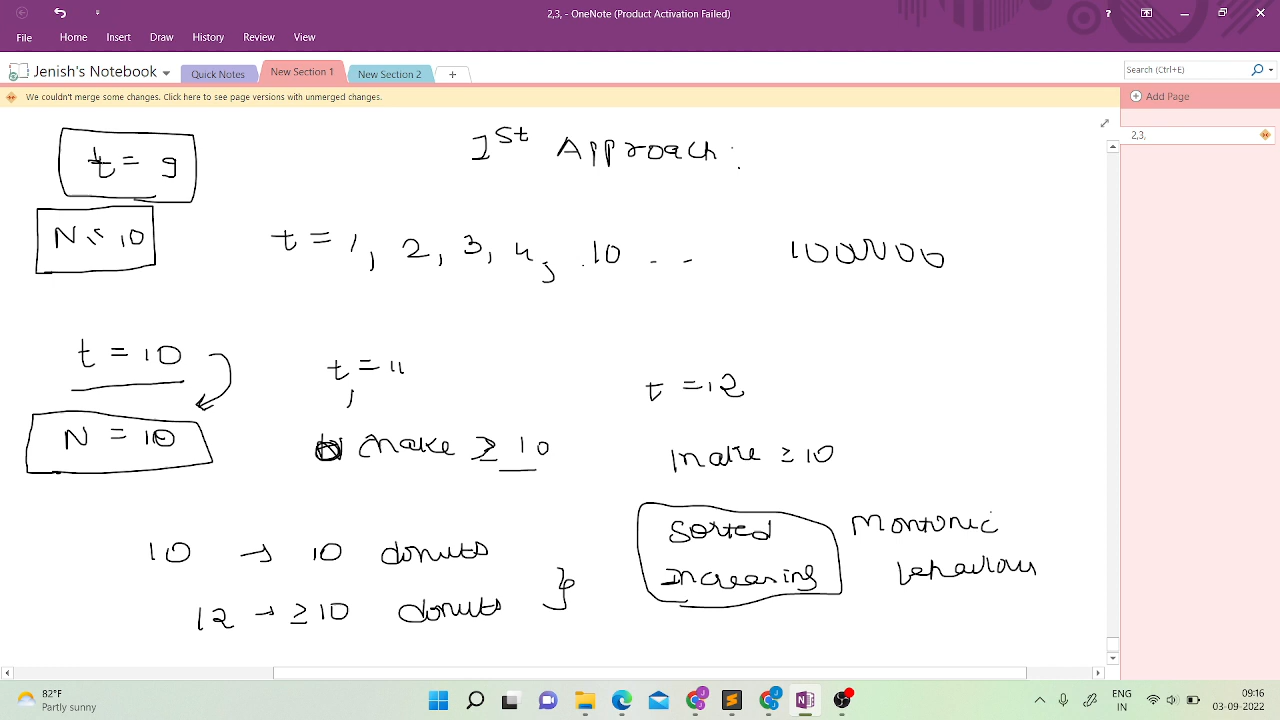 2,3, - OneNote (Product Activation Failed)
File Home Insert Draw History Review View
Jenish's Notebook Quick Notes New Section 1 New Section 2 Search (Ctrl+E)
We couldn't merge some changes. Click here to see page versions with unmerged changes.
Add Page
2,3,
1st Approach :
t = 9
N < 10
t = 1, 2, 3, 4, .10 .. 1000000
t = 10
t = 11
,
t = 12
N = 10
make ≥ 10
make ≥ 10
10 → 10 donuts
12 → ≥ 10 donuts }
Sorted
Increasing
Montonic
behaviour
82°F
Partly sunny
ENG
IN
09:16
03-09-2022